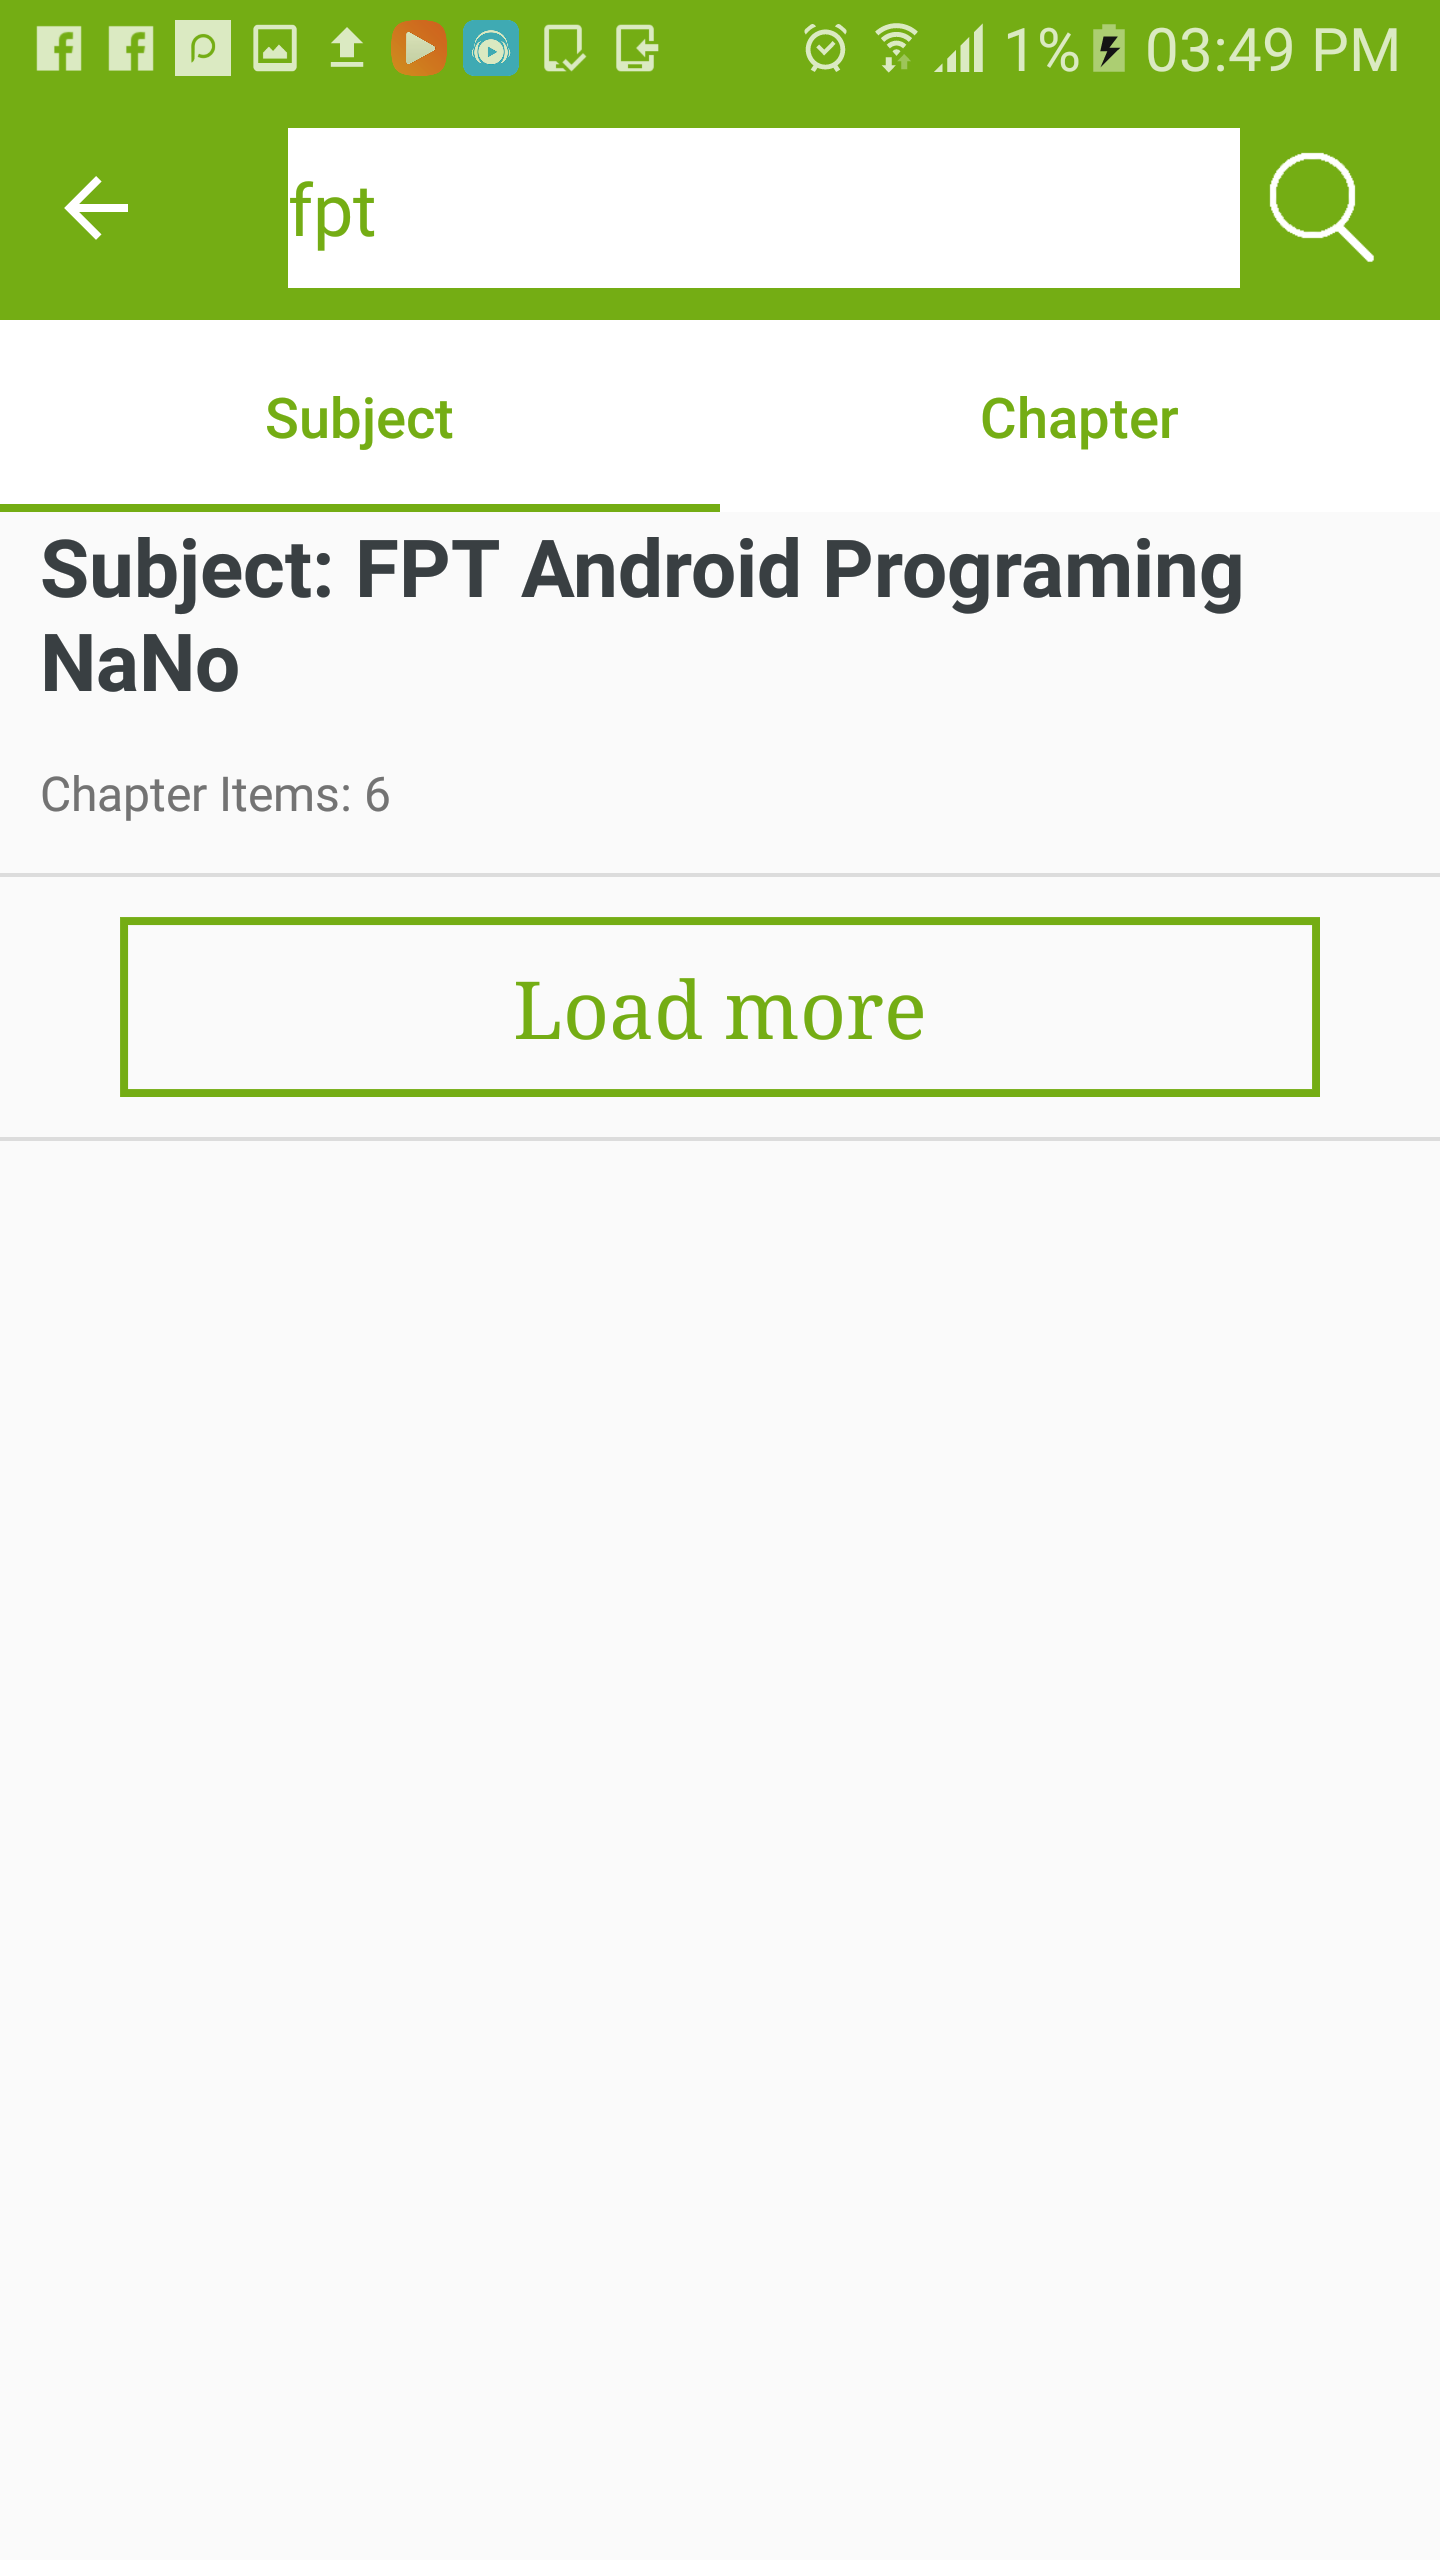 1% 03:49 PM
fpt
Subject Chapter
Subject: FPT Android Programing
NaNo
Chapter Items: 6
Load more